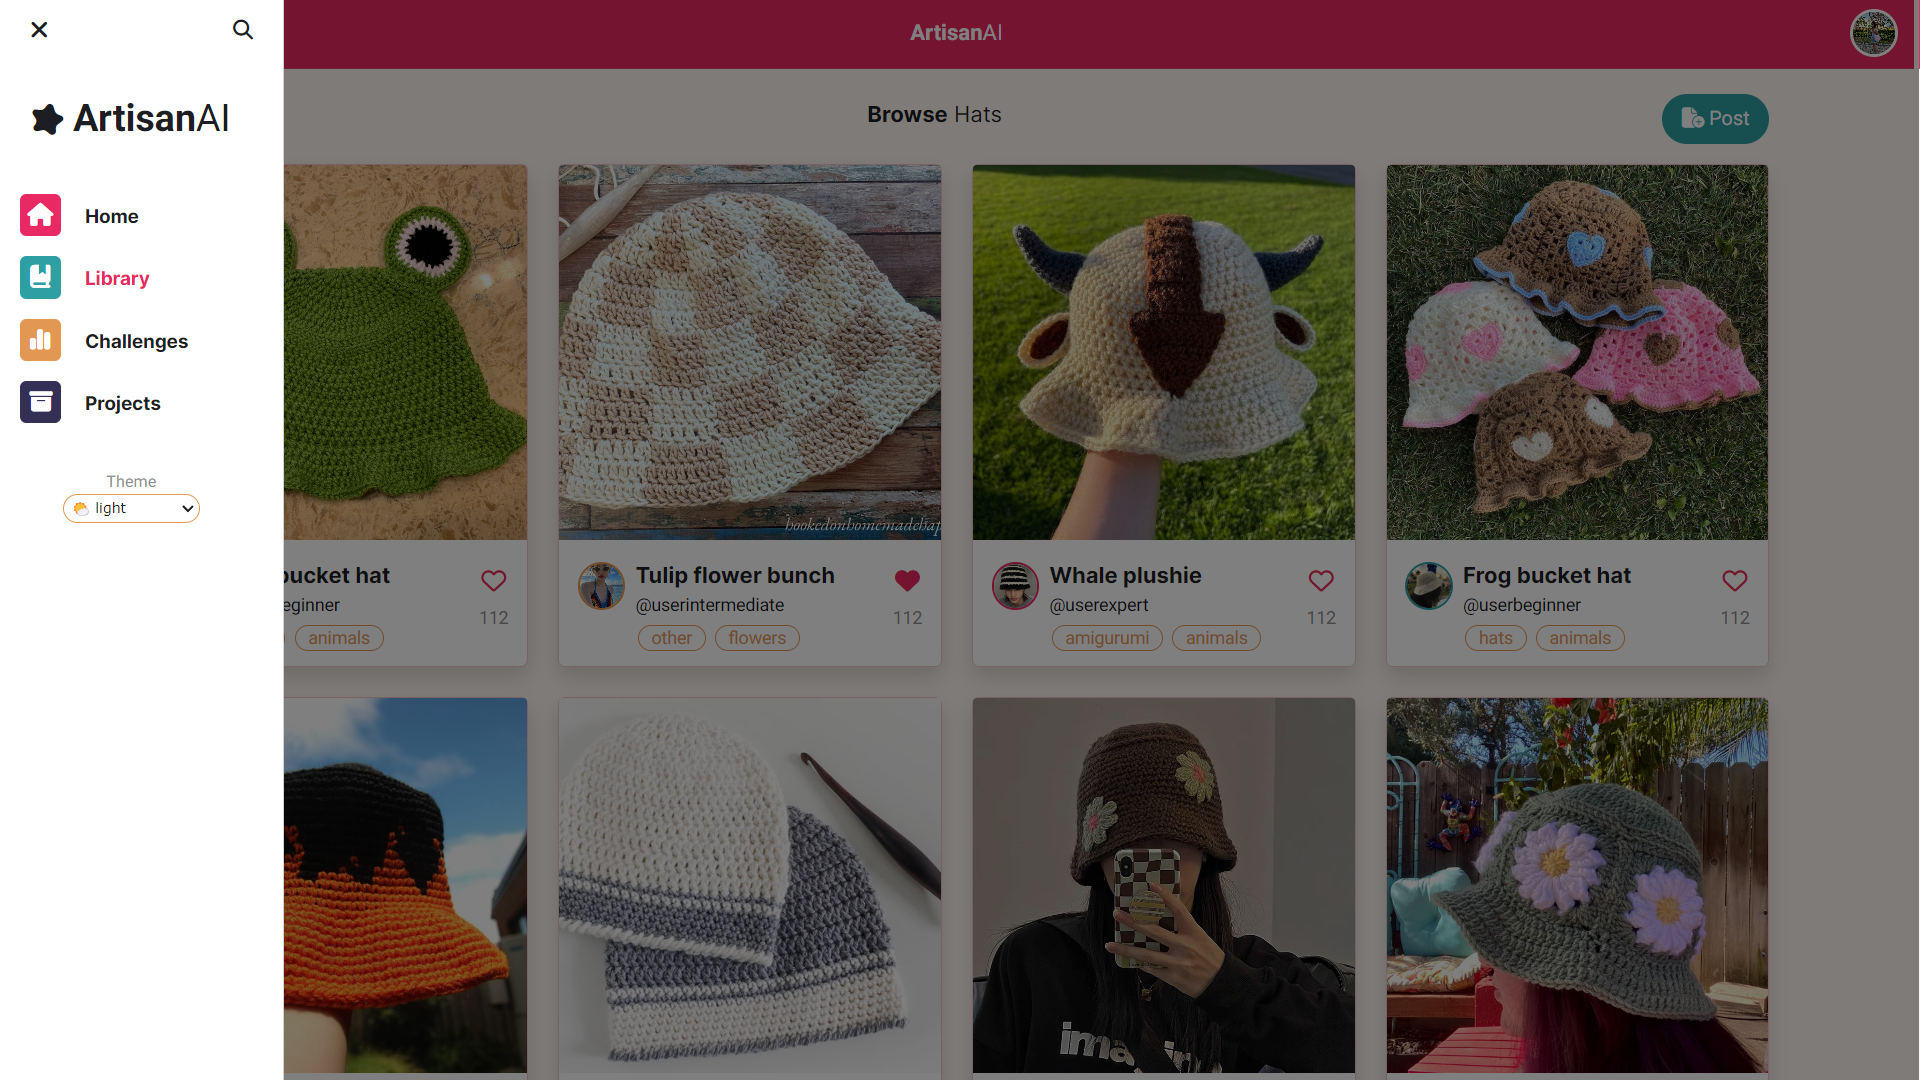 ArtisanAI
Home
Library
Challenges
Projects
Theme
light
ArtisanAI
Browse Hats
Post
hookedonhomemadehap
bucket hat
eginner
animals
112
Tulip flower bunch
@userintermediate
other
flowers
112
Whale plushie
@userexpert
amigurumi
animals
112
Frog bucket hat
@userbeginner
hats
animals
112